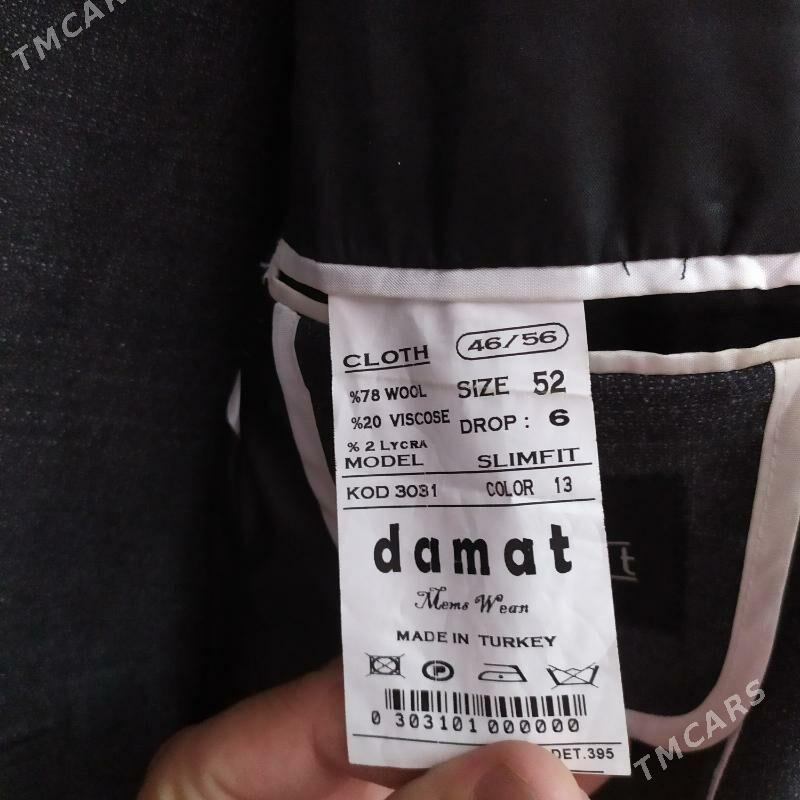 TMCARS
CLOTH 46/56
%78 WOOL SIZE 52
%20 VISCOSE DROP : 6
% 2 LYCRA
MODEL SLIMFIT
KOD 3031 COLOR 13
damat
Mems Wear
MADE IN TURKEY
P
0 303101 000000
DET.395
t
TMCARS